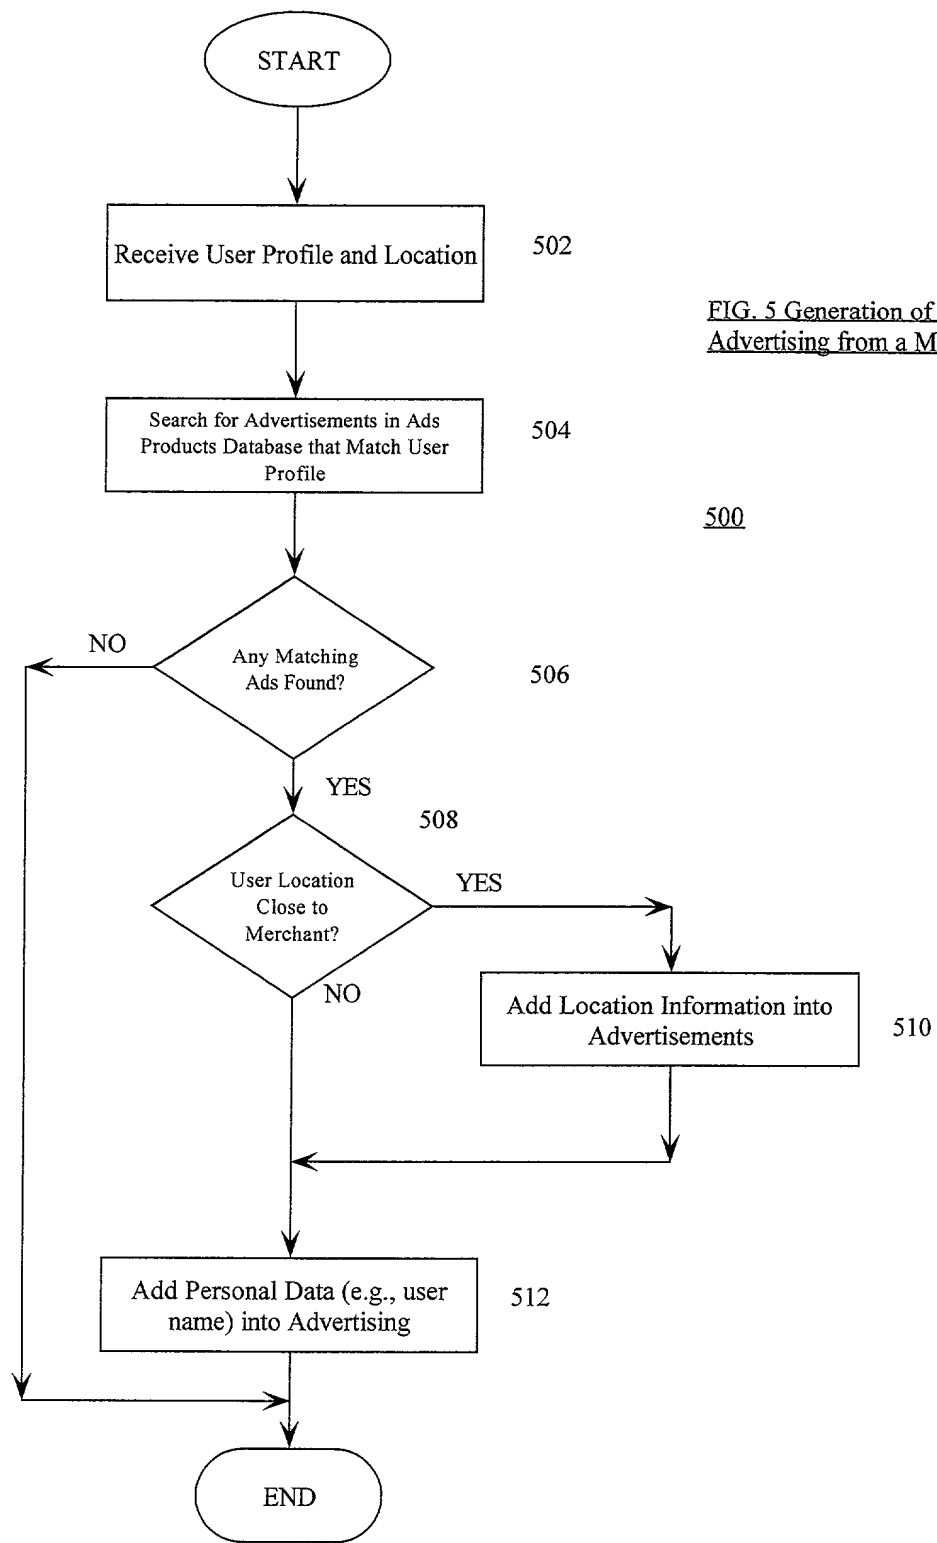 START
Receive User Profile and Location
502
FIG. 5 Generation of
Advertising from a M
Search for Advertisements in Ads
Products Database that Match User
Profile
504
500
NO
Any Matching
Ads Found?
506
YES
508
User Location
Close to
Merchant?
YES
NO
Add Location Information into
Advertisements
510
Add Personal Data (e.g., user
name) into Advertising
512
END